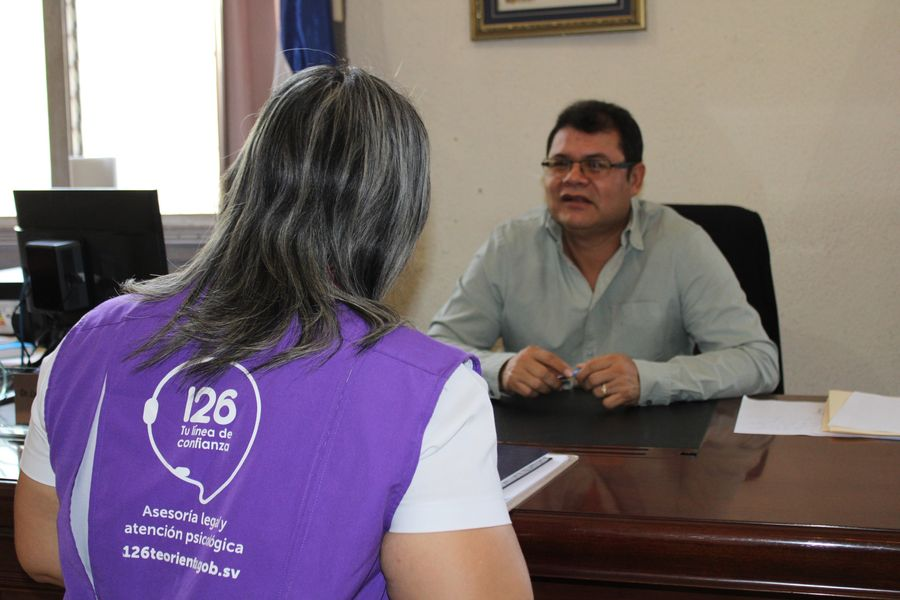 126
Tu línea de
confianza
Asesoría legal y
atención psicológica